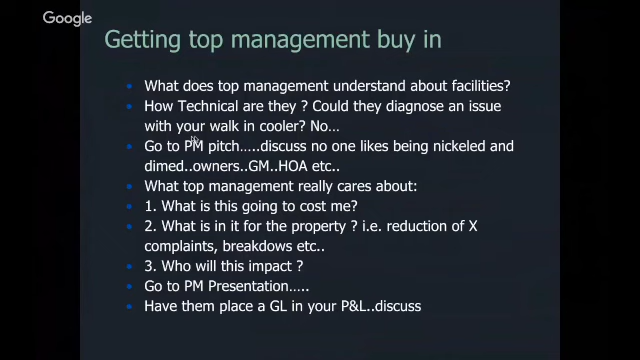 Google
Getting top management buy in
• What does top management understand about facilities?
• How Technical are they ? Could they diagnose an issue
with your walk in cooler? No...
• Go to PM pitch.....discuss no one likes being nickeled and
dimed..owners..GM..HOA etc..
• What top management really cares about:
• 1. What is this going to cost me?
• 2. What is in it for the property ? i.e. reduction of X
complaints, breakdows etc..
• 3. Who will this impact ?
• Go to PM Presentation.....
• Have them place a GL in your P&L..discuss